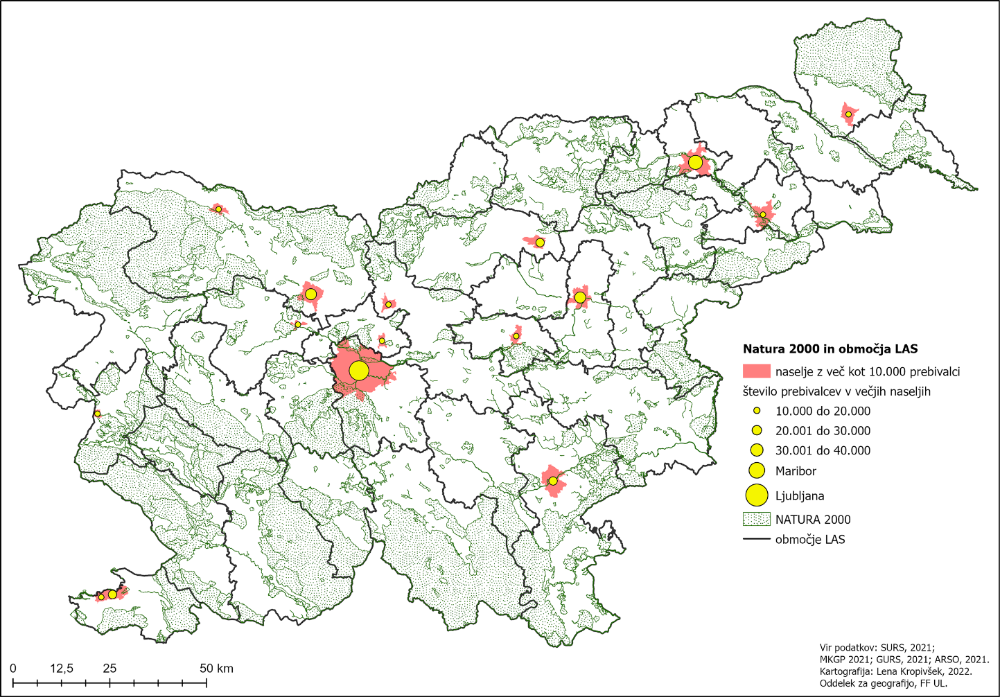 Natura 2000 in območja LAS
naselje z več kot 10.000 prebivalci
število prebivalcev v večjih naseljih
10.000 do 20.000
20.001 do 30.000
30.001 do 40.000
Maribor
Ljubljana
NATURA 2000
območje LAS
Vir podatkov: SURS, 2021;
MKGP 2021; GURS, 2021; ARSO, 2021.
Kartografija: Lena Kropivšek, 2022.
Oddelek za geografijo, FF UL.
0 12,5 25 50 km